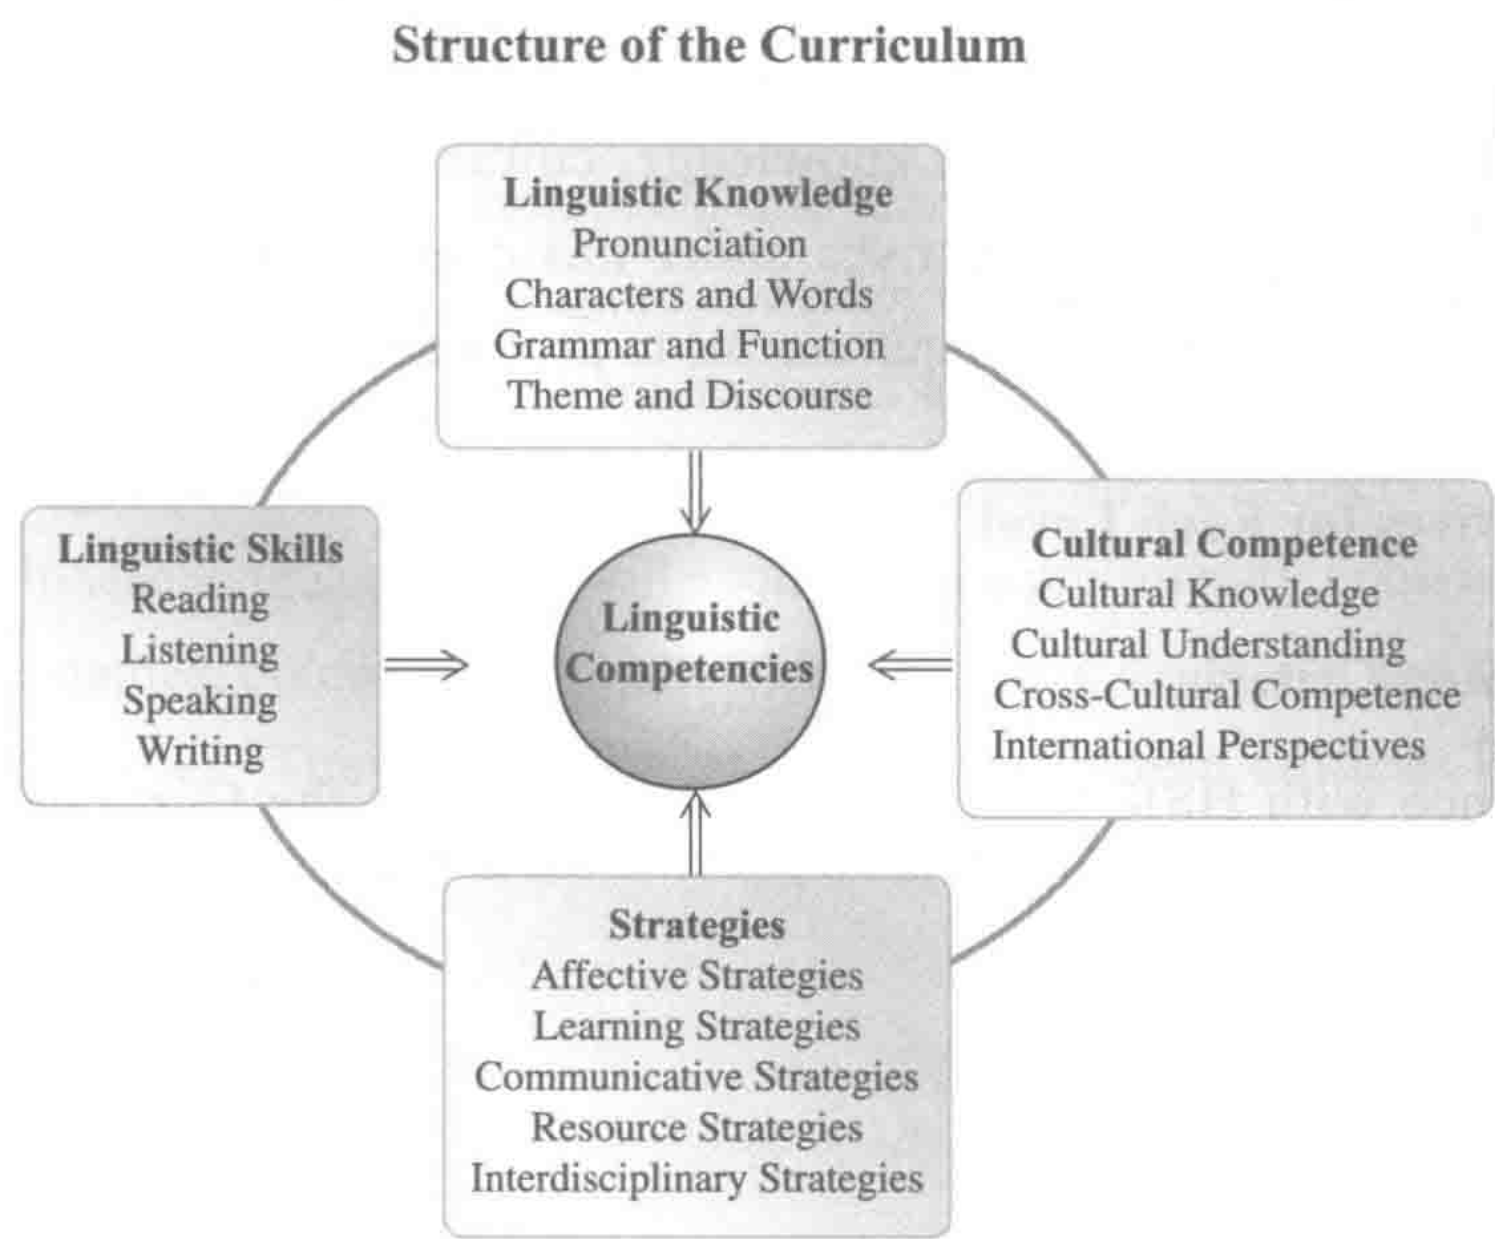 Structure of the Curriculum
Linguistic Knowledge
Pronunciation
Characters and Words
Grammar and Function
Theme and Discourse
Linguistic Skills
Reading
Listening
Speaking
Writing
Linguistic
Competencies
Cultural Competence
Cultural Knowledge
Cultural Understanding
Cross-Cultural Competence
International Perspectives
Strategies
Affective Strategies
Learning Strategies
Communicative Strategies
Resource Strategies
Interdisciplinary Strategies